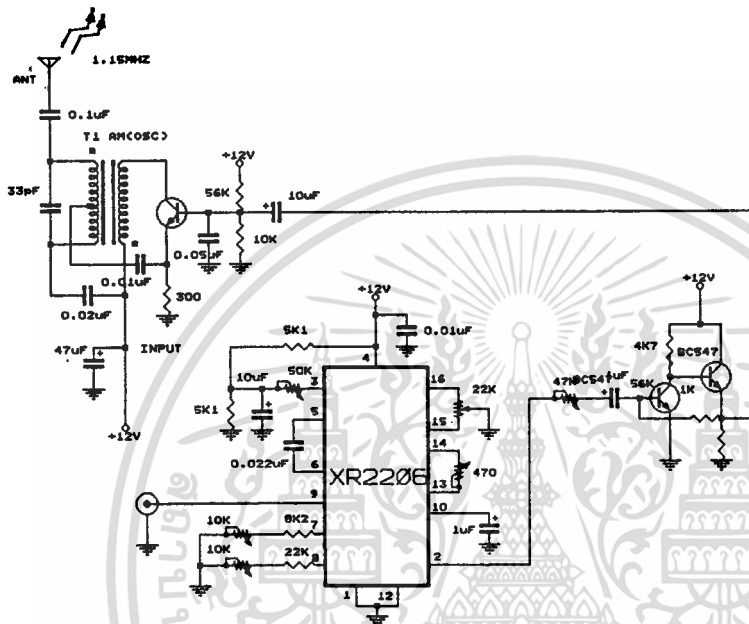 1.15MHZ
ANT
0.1uF
T1 AM(OSC)
33pF
+12V
56K
10uF
10K
0.05uF
0.01uF
300
0.02uF
47uF
INPUT
+12V
+12V
0.01uF
5K1
4
50K
10uF
3
16
22K
5K1
5
15
0.022uF
6
14
XR2206
470
13
9
10
10K
8K2
7
1uF
10K
22K
8
2
1
12
+12V
4K7
BC547
47K
BC547
1uF
56K
1K